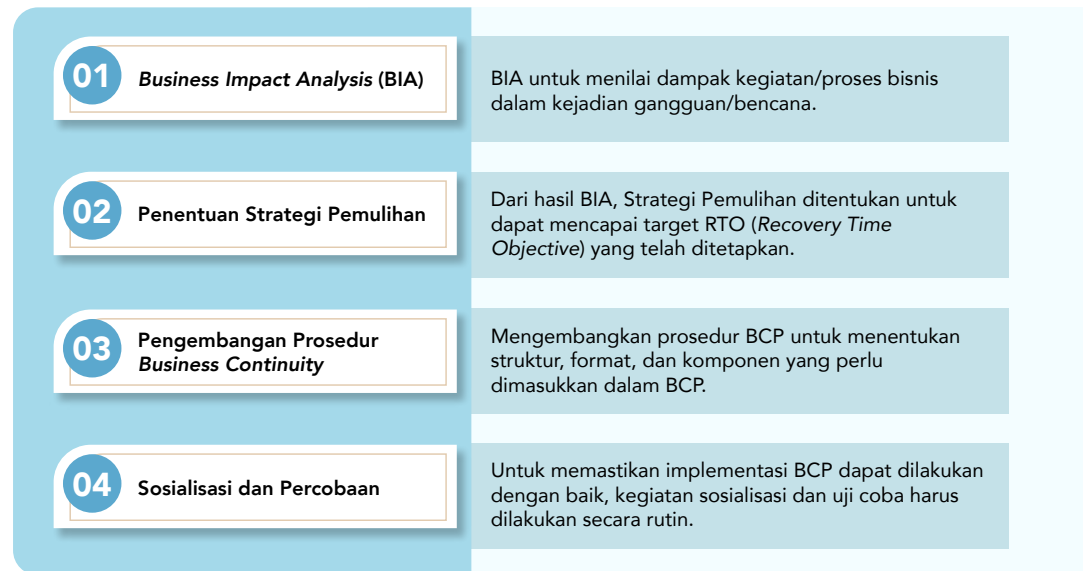 01
Business Impact Analysis (BIA)
BIA untuk menilai dampak kegiatan/proses bisnis
dalam kejadian gangguan/bencana.
02
Penentuan Strategi Pemulihan
Dari hasil BIA, Strategi Pemulihan ditentukan untuk
dapat mencapai target RTO (Recovery Time
Objective) yang telah ditetapkan.
03
Pengembangan Prosedur
Business Continuity
Mengembangkan prosedur BCP untuk menentukan
struktur, format, dan komponen yang perlu
dimasukkan dalam BCP.
04
Sosialisasi dan Percobaan
Untuk memastikan implementasi BCP dapat dilakukan
dengan baik, kegiatan sosialisasi dan uji coba harus
dilakukan secara rutin.